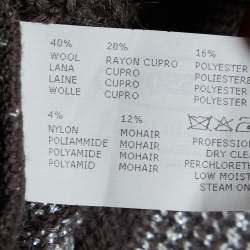 40% 20% 16%
WOOL RAYON CUPRO POLYESTER
LANA CUPRO POLIESTERE
LAINE CUPRO POLYESTER
WOLLE CUPRO POLYESTER
4% 12%
NYLON MOHAIR
POLIAMMIDE MOHAIR PROFESSION
POLYAMIDE MOHAIR DRY CLEA
POLYAMID MOHAIR PERCHLORETH
LOW MOIST
STEAM ON